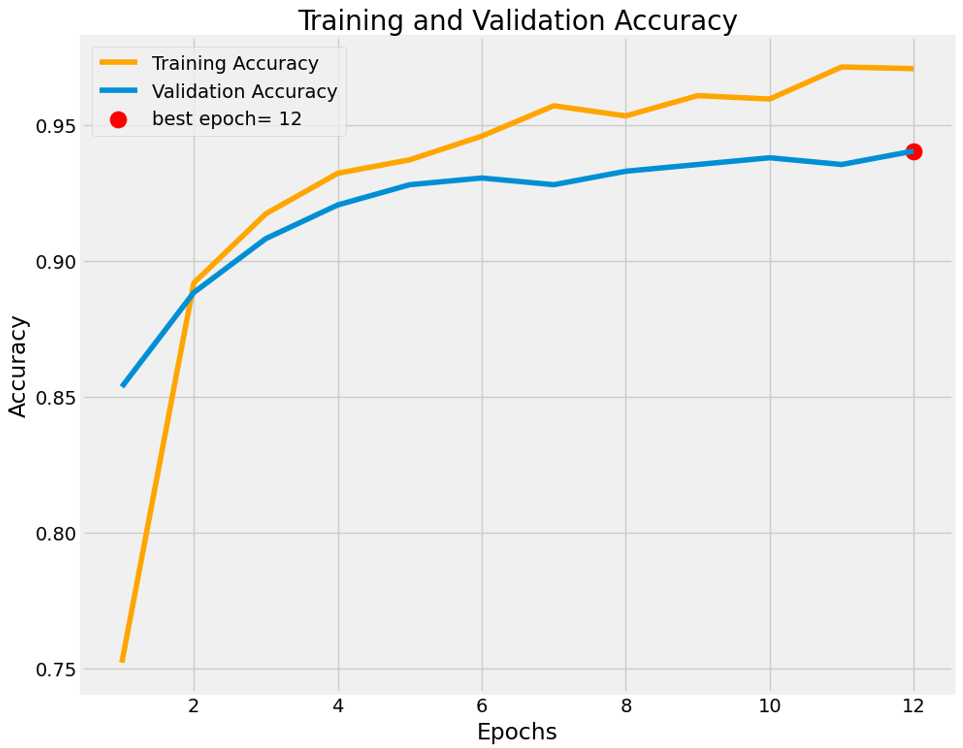 Training and Validation Accuracy
Training Accuracy
Validation Accuracy
best epoch= 12
Accuracy
0.95
0.90
0.85
0.80
0.75
2 4 6 8 10 12
Epochs